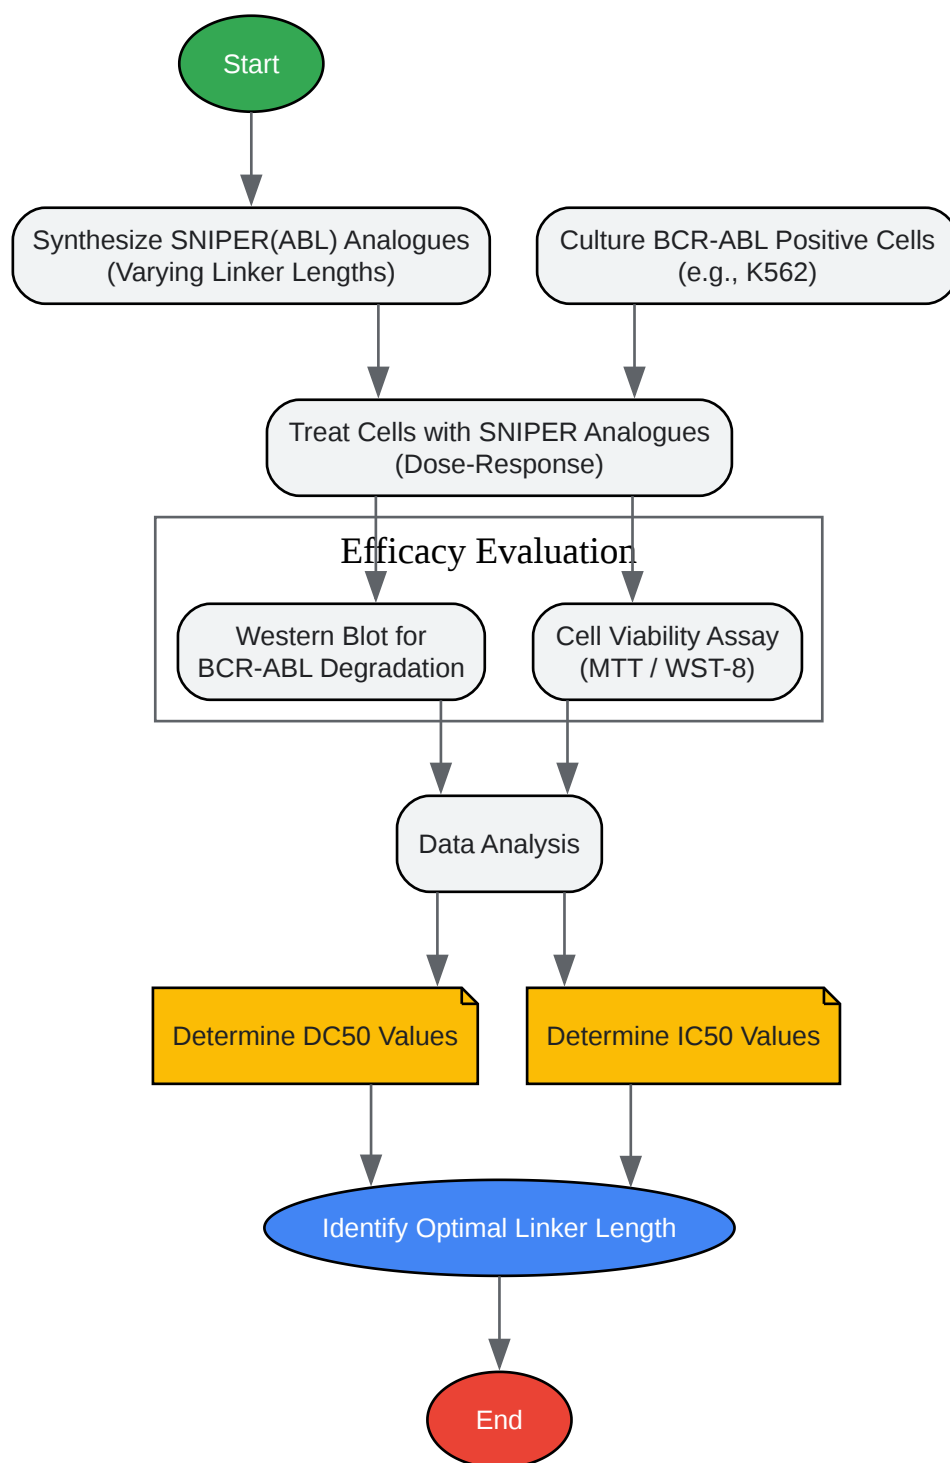 Start
Synthesize SNIPER(ABL) Analogues
(Varying Linker Lengths)
Culture BCR-ABL Positive Cells
(e.g., K562)
Treat Cells with SNIPER Analogues
(Dose-Response)
Efficacy Evaluation
Western Blot for
BCR-ABL Degradation
Cell Viability Assay
(MTT / WST-8)
Data Analysis
Determine DC50 Values
Determine IC50 Values
Identify Optimal Linker Length
End